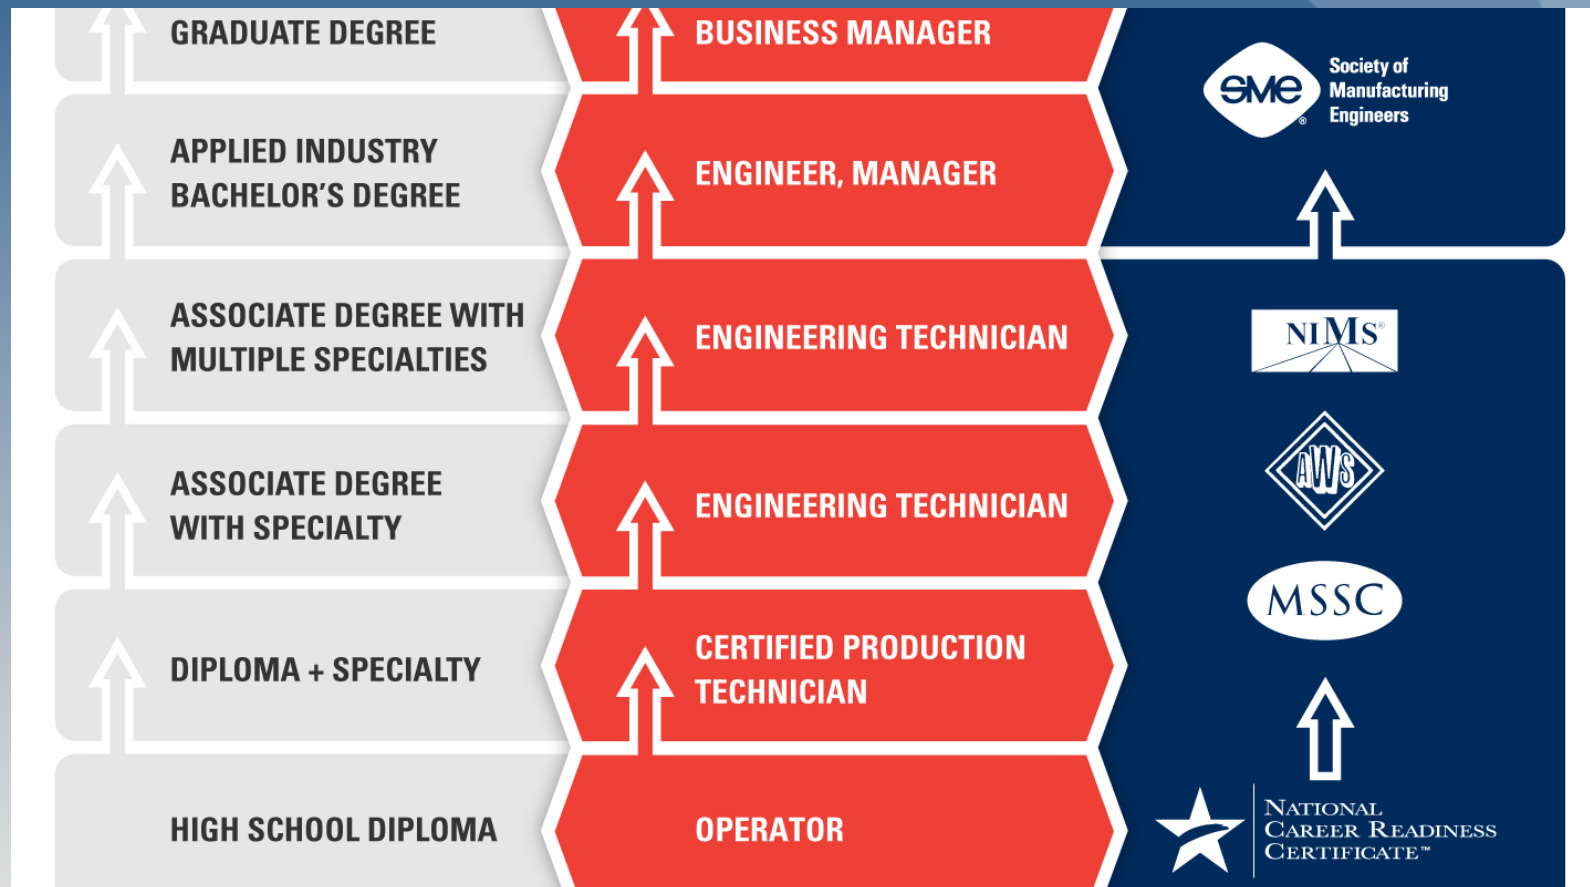 GRADUATE DEGREE
BUSINESS MANAGER
SME®
Society of
Manufacturing
Engineers
APPLIED INDUSTRY
BACHELOR'S DEGREE
ENGINEER, MANAGER
ASSOCIATE DEGREE WITH
MULTIPLE SPECIALTIES
ENGINEERING TECHNICIAN
NIMS®
ASSOCIATE DEGREE
WITH SPECIALTY
ENGINEERING TECHNICIAN
AWS
DIPLOMA + SPECIALTY
CERTIFIED PRODUCTION
TECHNICIAN
MSSC
HIGH SCHOOL DIPLOMA
OPERATOR
NATIONAL
CAREER READINESS
CERTIFICATE™